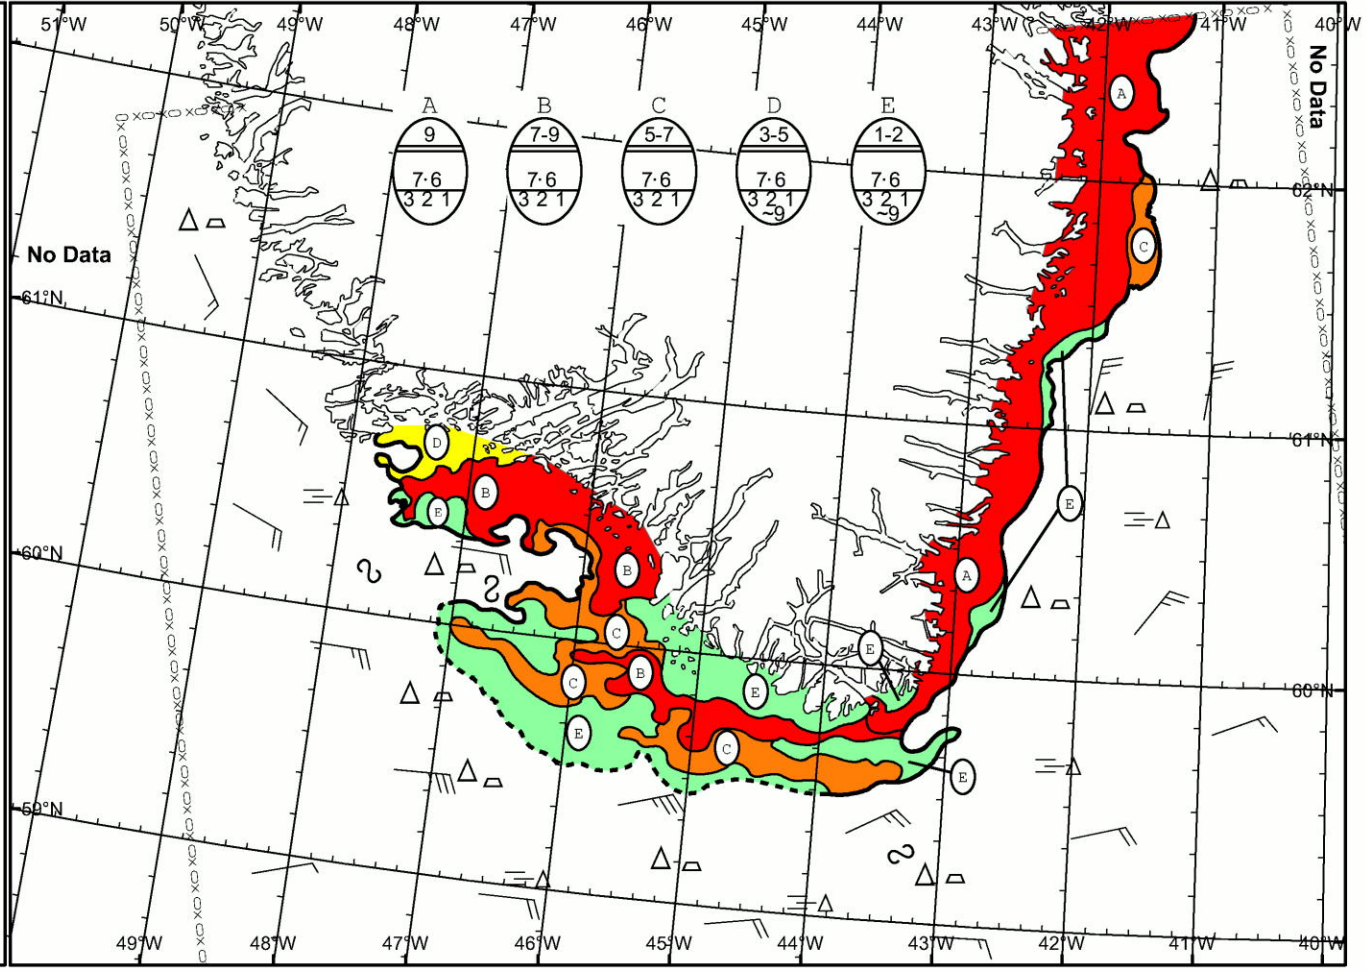 51°W 50°W 49°W 48°W 47°W 46°W 45°W 44°W 43°W 42°W 41°W 40°W
No Data
A B C D E
9 7-9 5-7 3-5 1-2
7·6 7·6 7·6 7·6 7·6
3 2 1 3 2 1 3 2 1 3 2 1 3 2 1
~9 ~9
A
62°N
C
No Data
61°N
61°N
D
B
E
E
60°N
B
A
C
E
B
C
E
60°N
E
C
E
59°N
49°W 48°W 47°W 46°W 45°W 44°W 43°W 42°W 41°W 40°W